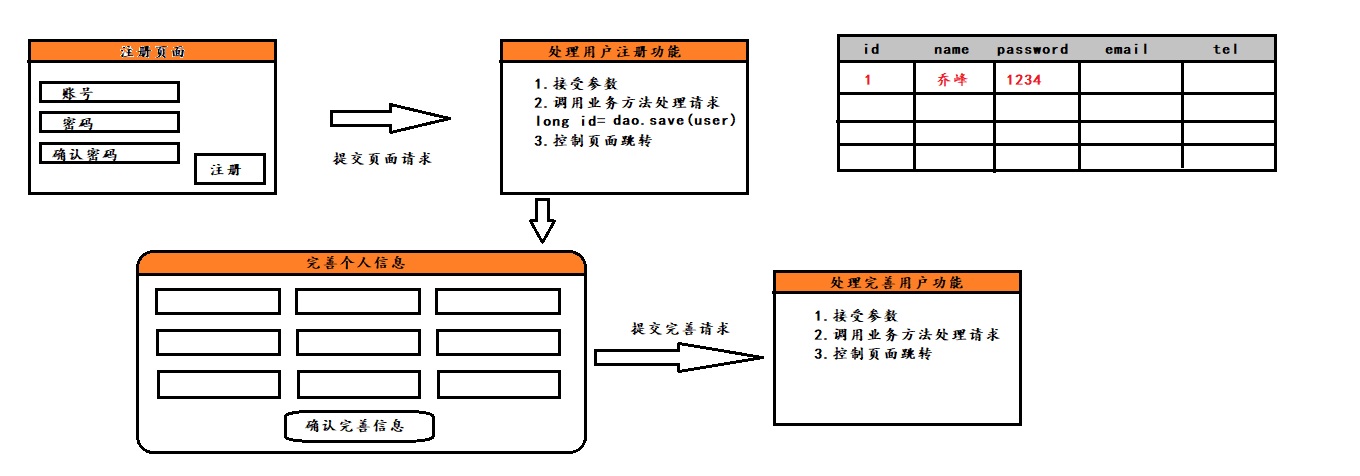 注册页面
账号
密码
确认密码
注册
提交页面请求
处理用户注册功能
1.接受参数
2.调用业务方法处理请求
long id= dao.save(user)
3.控制页面跳转
id name password email tel
1 乔峰 1234
完善个人信息
确认完善信息
提交完善请求
处理完善用户功能
1.接受参数
2.调用业务方法处理请求
3.控制页面跳转